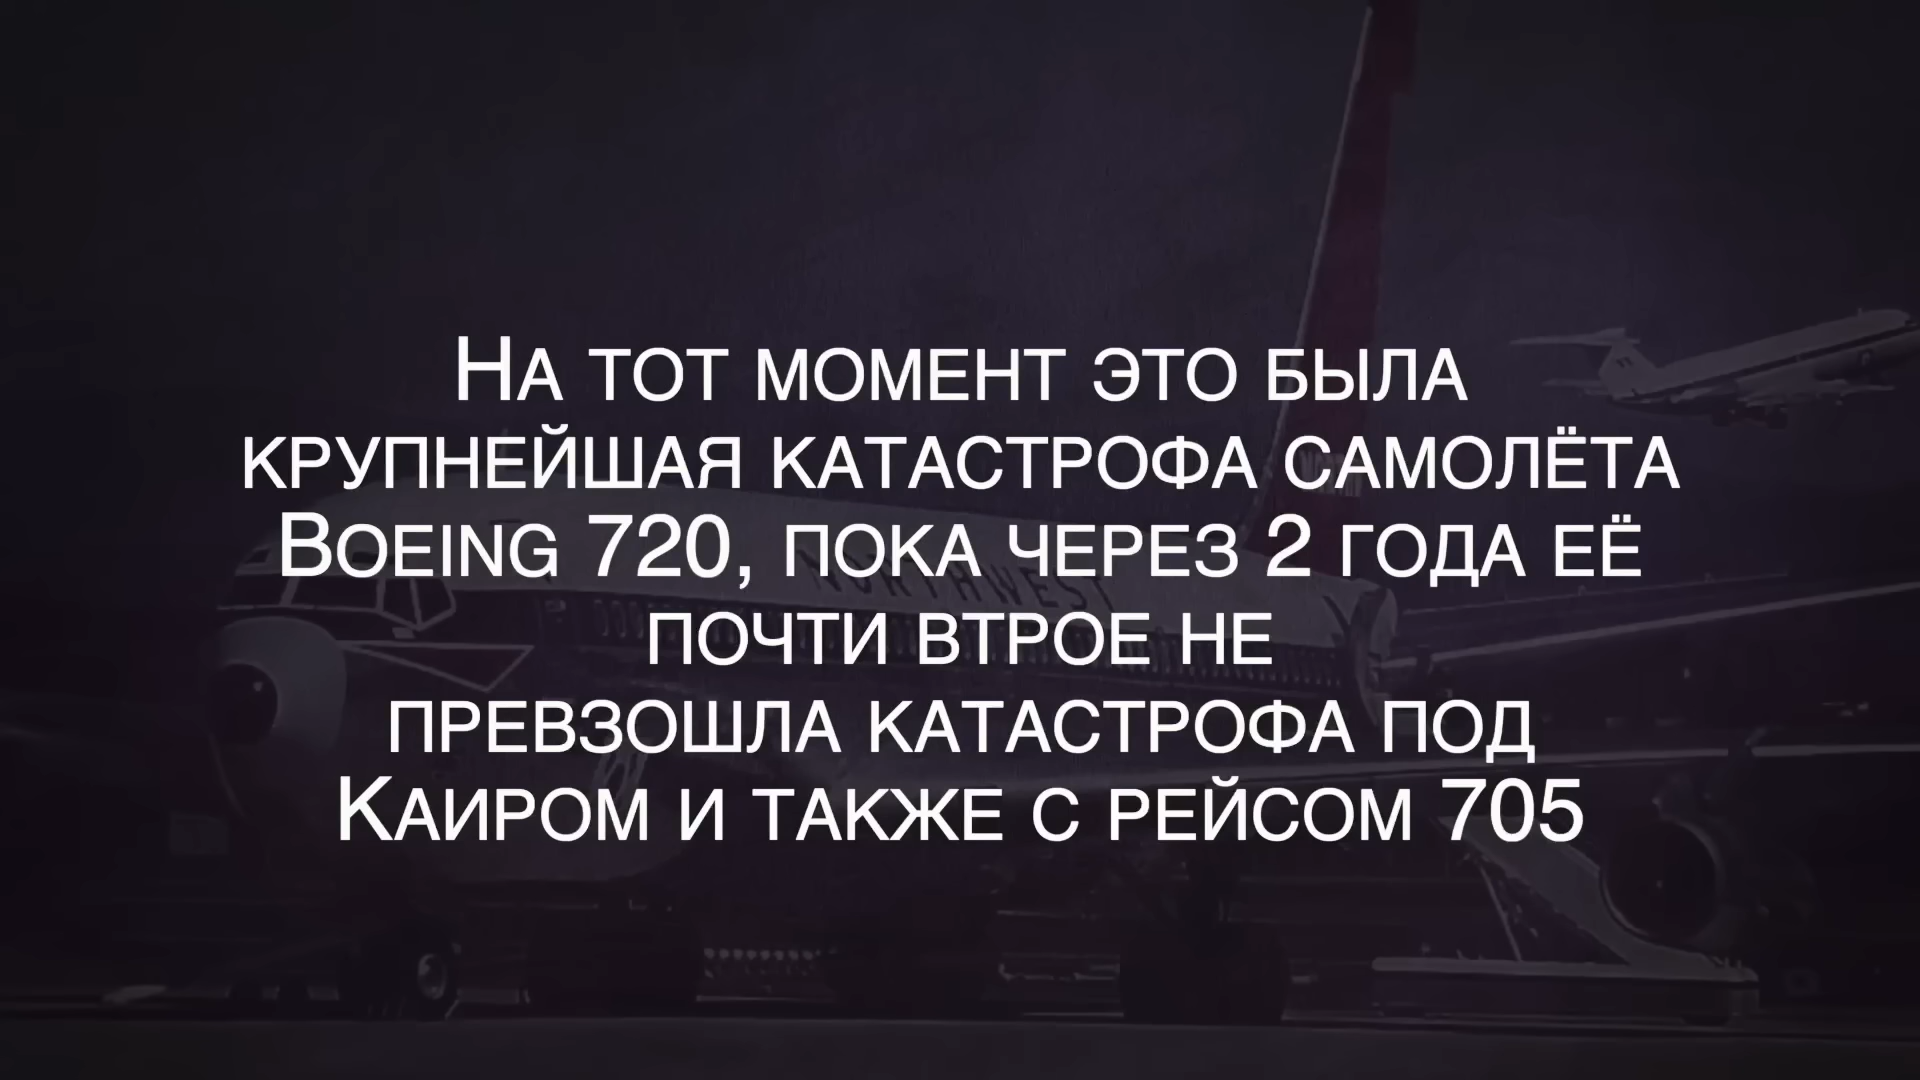 На тот момент это была
крупнейшая катастрофа самолёта
Boeing 720, пока через 2 года её
почти втрое не
превзошла катастрофа под
Каиром и также с рейсом 705
NORTHWEST